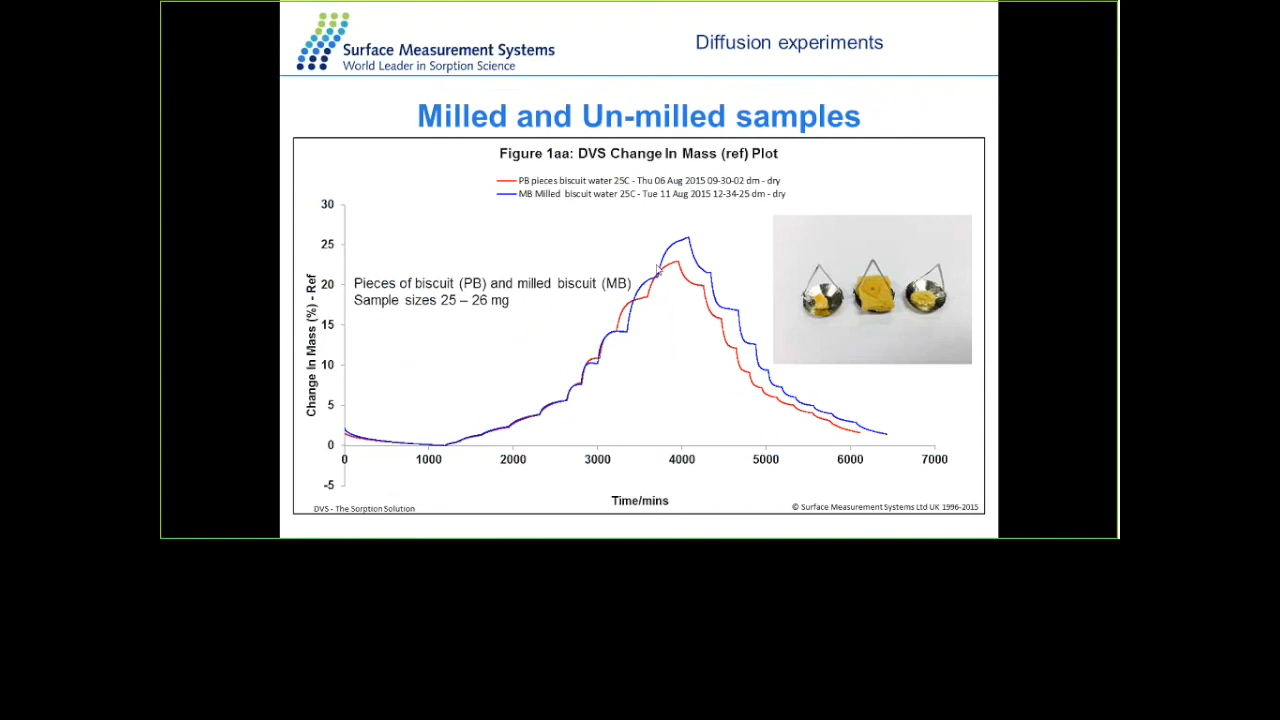 Surface Measurement Systems
World Leader in Sorption Science
Diffusion experiments
Milled and Un-milled samples
Figure 1aa: DVS Change In Mass (ref) Plot
PB pieces biscuit water 25C - Thu 06 Aug 2015 09-30-02 dm - dry
MB Milled biscuit water 25C - Tue 11 Aug 2015 12-34-25 dm - dry
30
25
20
15
10
5
0
-5
Change In Mass (%) - Ref
Pieces of biscuit (PB) and milled biscuit (MB)
Sample sizes 25 – 26 mg
0 1000 2000 3000 4000 5000 6000 7000
Time/mins
DVS - The Sorption Solution
© Surface Measurement Systems Ltd UK 1996-2015